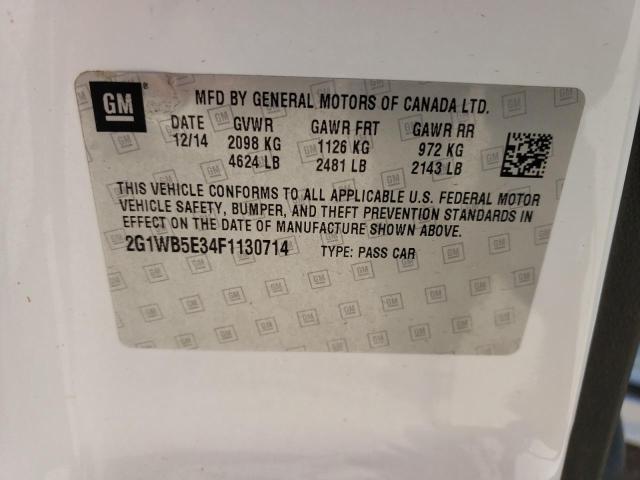 GM ®
MFD BY GENERAL MOTORS OF CANADA LTD.
DATE GVWR GAWR FRT GAWR RR
12/14 2098 KG 1126 KG 972 KG
4624 LB 2481 LB 2143 LB
THIS VEHICLE CONFORMS TO ALL APPLICABLE U.S. FEDERAL MOTOR
VEHICLE SAFETY, BUMPER, AND THEFT PREVENTION STANDARDS IN
EFFECT ON THE DATE OF MANUFACTURE SHOWN ABOVE.
2G1WB5E34F1130714 TYPE: PASS CAR